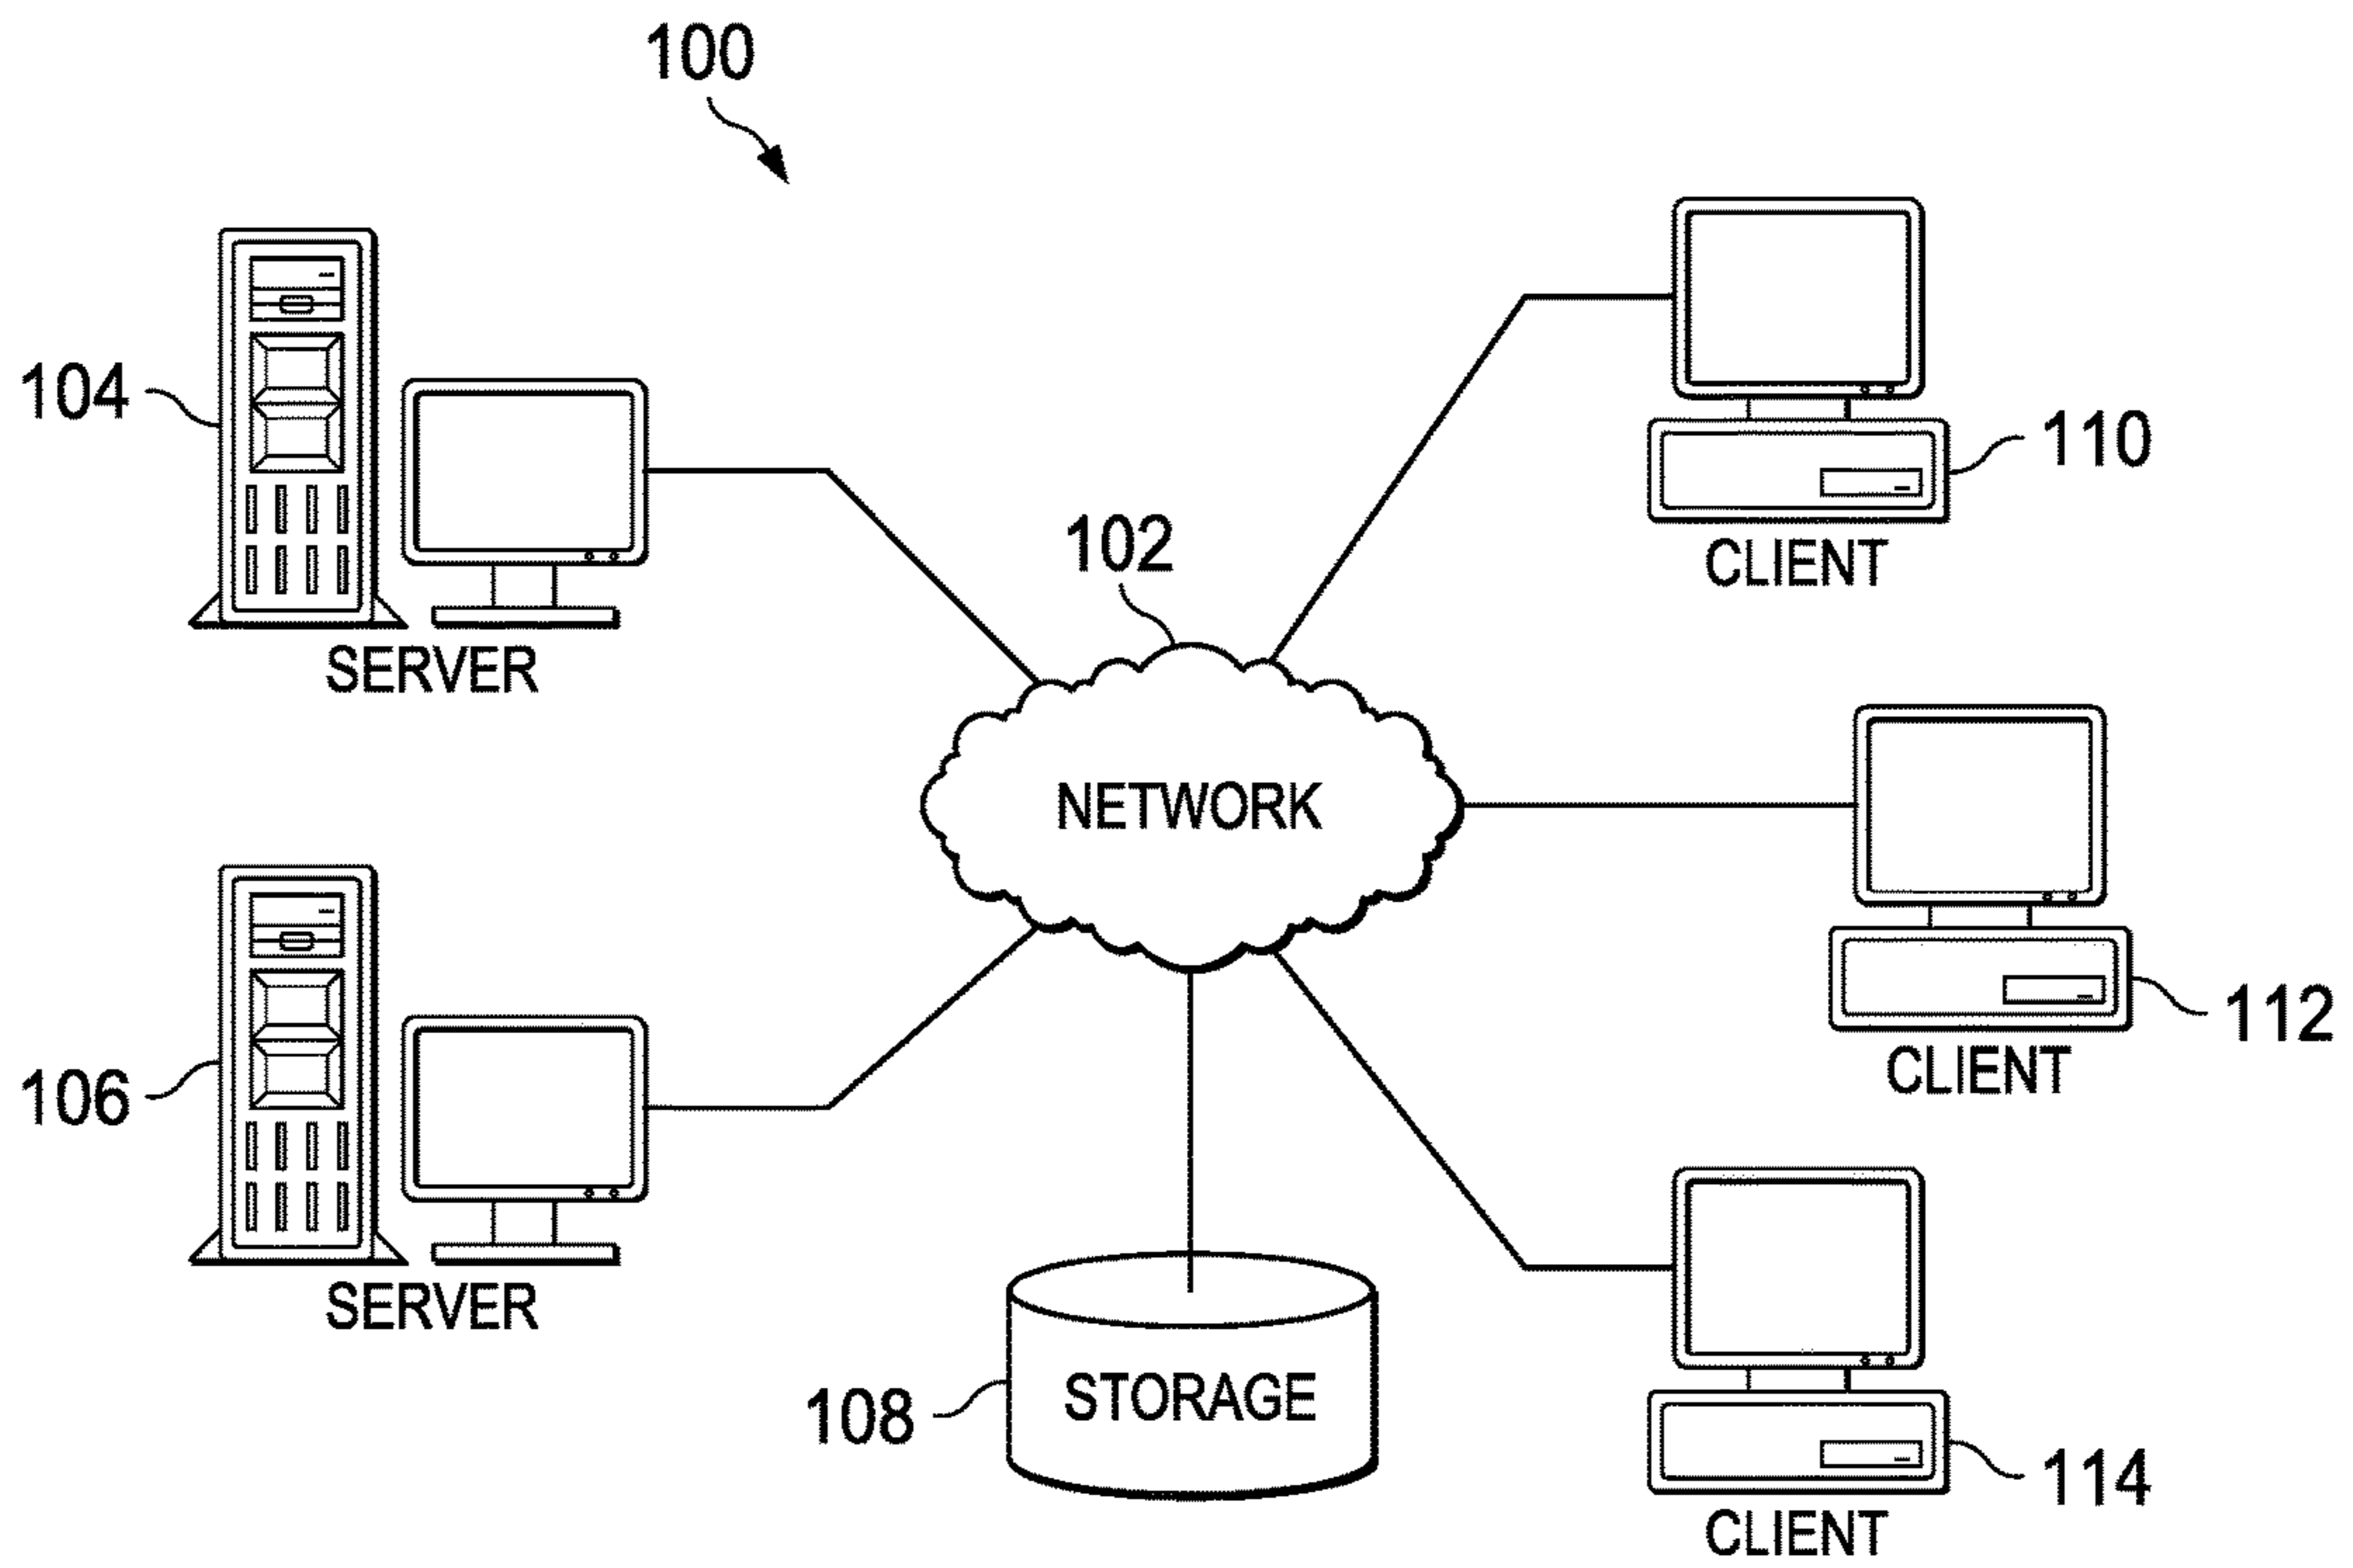 100
104
SERVER
110
CLIENT
102
NETWORK
112
CLIENT
106
SERVER
108
STORAGE
114
CLIENT